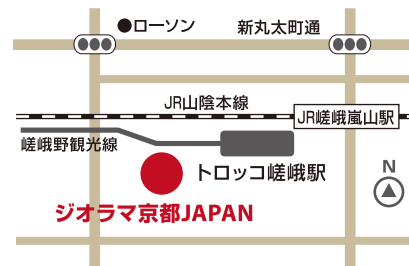 ●ローソン
新丸太町通
JR山陰本線
JR嵯峨嵐山駅
嵯峨野観光線
トロッコ嵯峨駅
N
ジオラマ京都JAPAN